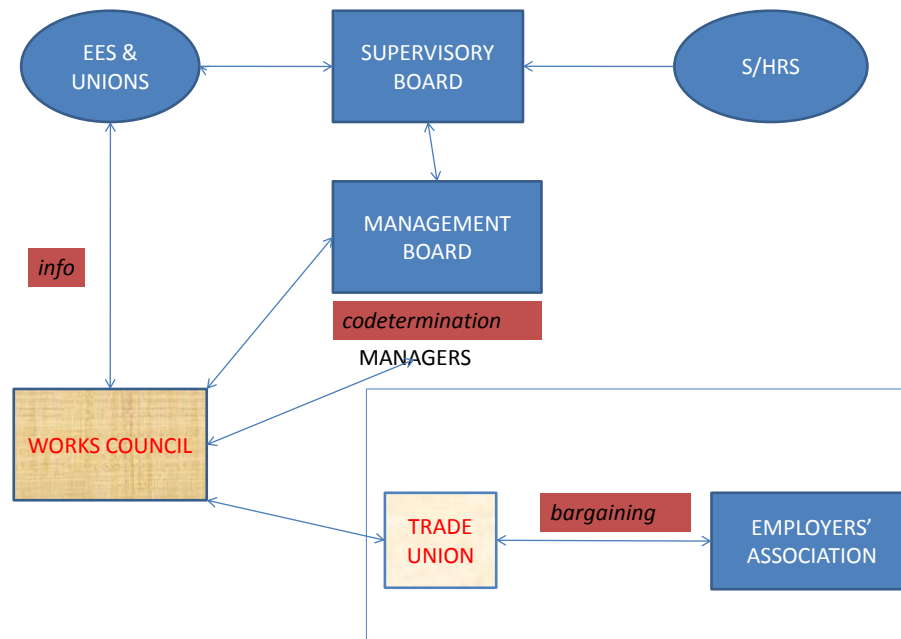 EES &
UNIONS
SUPERVISORY
BOARD
S/HRS
MANAGEMENT
BOARD
info
codetermination
MANAGERS
WORKS COUNCIL
TRADE
UNION
bargaining
EMPLOYERS’
ASSOCIATION